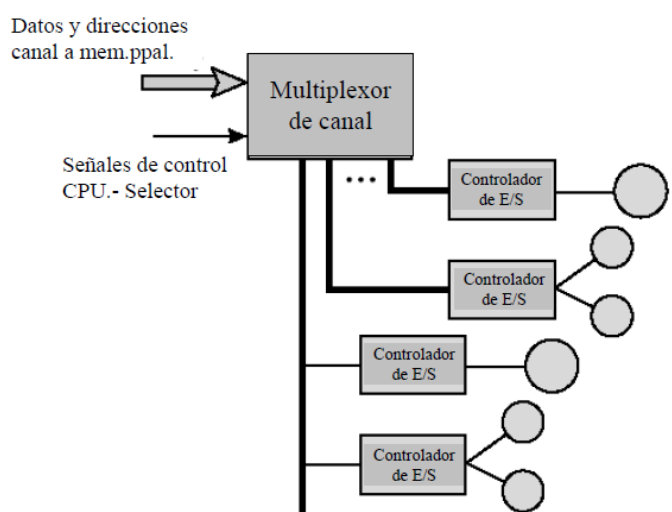 Datos y direcciones
canal a mem.ppal.
Multiplexor
de canal
Señales de control
CPU.- Selector
...
Controlador
de E/S
Controlador
de E/S
Controlador
de E/S
Controlador
de E/S